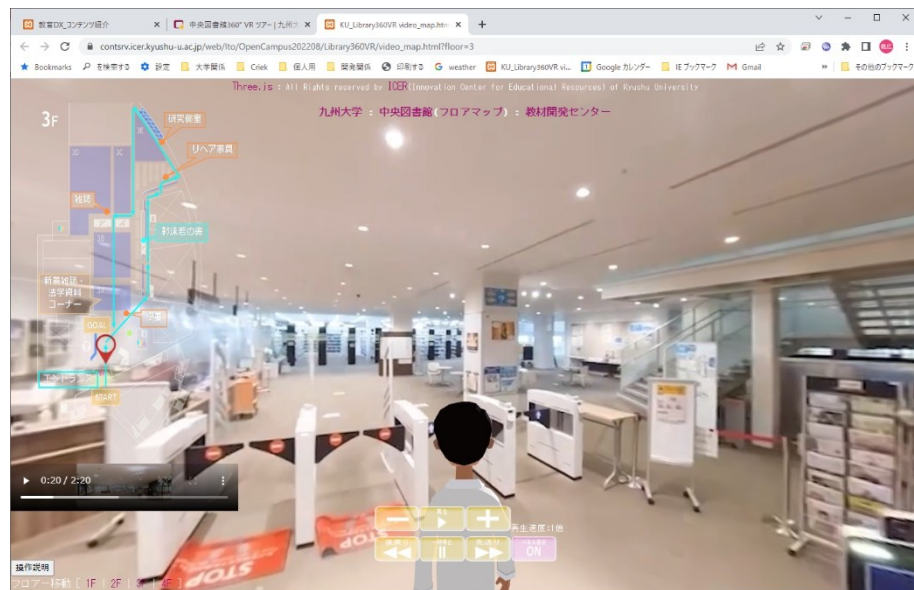 教育DX_コンテンツ紹介
中央図書館360° VR ツアー | (九州大
KU_Library360VR video_map.htm
contsrv.icer.kyushu-u.ac.jp/web/Ito/OpenCampus202208/Library360VR/video_map.html?floor=3
Bookmarks を検索する 設定 大学関係 Criek 個人用 開発関係 印刷する weather KU_Library360VR vi... Google カレンダー IE ブックマーク Gmail » その他のブックマーク
Three.js : All Rights reserved by ICER(Innovation Center for Educational Resources) of Kyushu University
九州大学 : 中央図書館(フロアマップ) : 教材開発センター
3F
研究個室
リペア家具
雑誌
新着雑誌・
法学資料
コーナー
GOAL
START
0:20 / 2:20
再生速度:1倍
ON
STOP
操作説明
フロアー移動 [ 1F | 2F | 3F | 4F ]